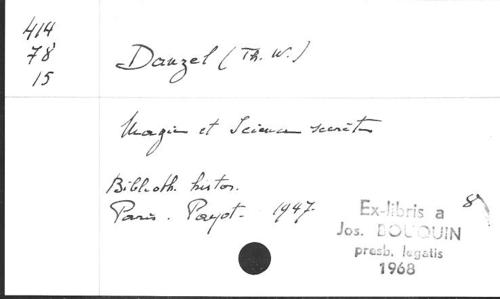 414
78
15
Danzel (Th. W.)
Magie et Science secrète
Biblioth. histor.
Paris. Payot. 1947.
8°
Ex-libris a
Jos. BOUQUIN
presb. legatis
1968